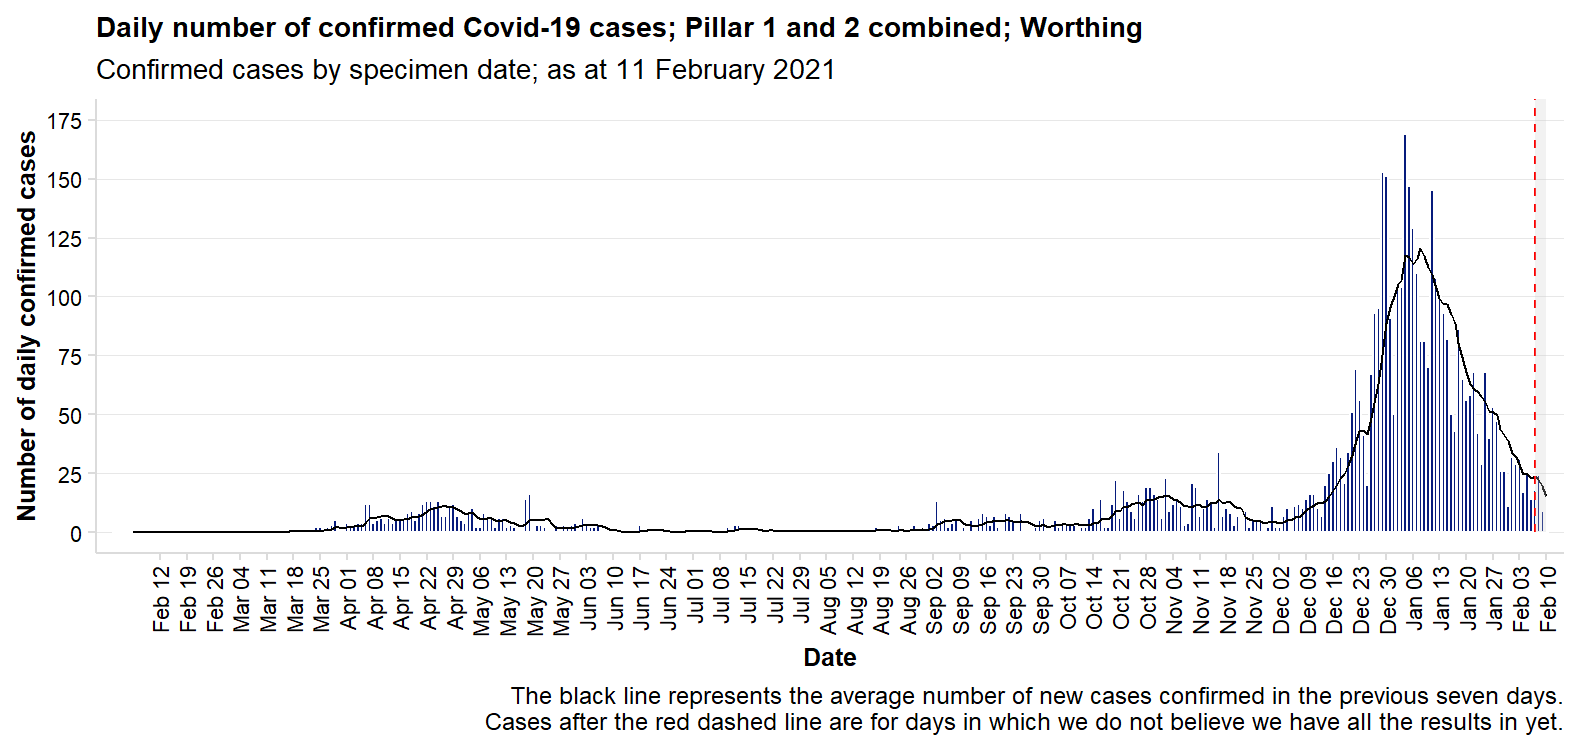 Daily number of confirmed Covid-19 cases; Pillar 1 and 2 combined; Worthing
Confirmed cases by specimen date; as at 11 February 2021
Number of daily confirmed cases
175
150
125
100
75
50
25
0
Feb 12
Feb 19
Feb 26
Mar 04
Mar 11
Mar 18
Mar 25
Apr 01
Apr 08
Apr 15
Apr 22
Apr 29
May 06
May 13
May 20
May 27
Jun 03
Jun 10
Jun 17
Jun 24
Jul 01
Jul 08
Jul 15
Jul 22
Jul 29
Aug 05
Aug 12
Aug 19
Aug 26
Sep 02
Sep 09
Sep 16
Sep 23
Sep 30
Oct 07
Oct 14
Oct 21
Oct 28
Nov 04
Nov 11
Nov 18
Nov 25
Dec 02
Dec 09
Dec 16
Dec 23
Dec 30
Jan 06
Jan 13
Jan 20
Jan 27
Feb 03
Feb 10
Date
The black line represents the average number of new cases confirmed in the previous seven days.
Cases after the red dashed line are for days in which we do not believe we have all the results in yet.